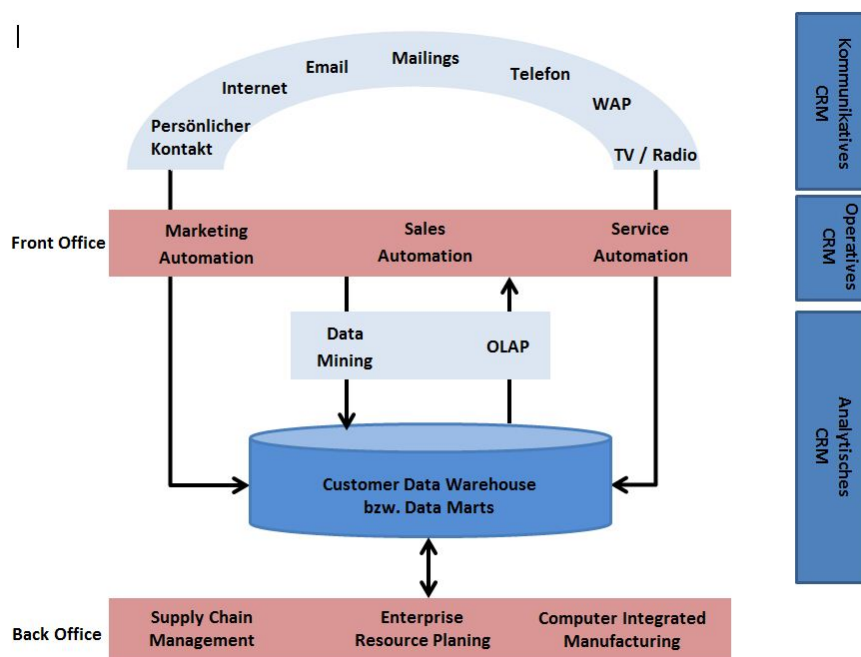 Persönlicher
Kontakt
Internet
Email
Mailings
Telefon
WAP
TV / Radio
Kommunikatives
CRM
Front Office
Marketing
Automation
Sales
Automation
Service
Automation
Operatives
CRM
Data
Mining
OLAP
Customer Data Warehouse
bzw. Data Marts
Analytisches
CRM
Back Office
Supply Chain
Management
Enterprise
Resource Planing
Computer Integrated
Manufacturing